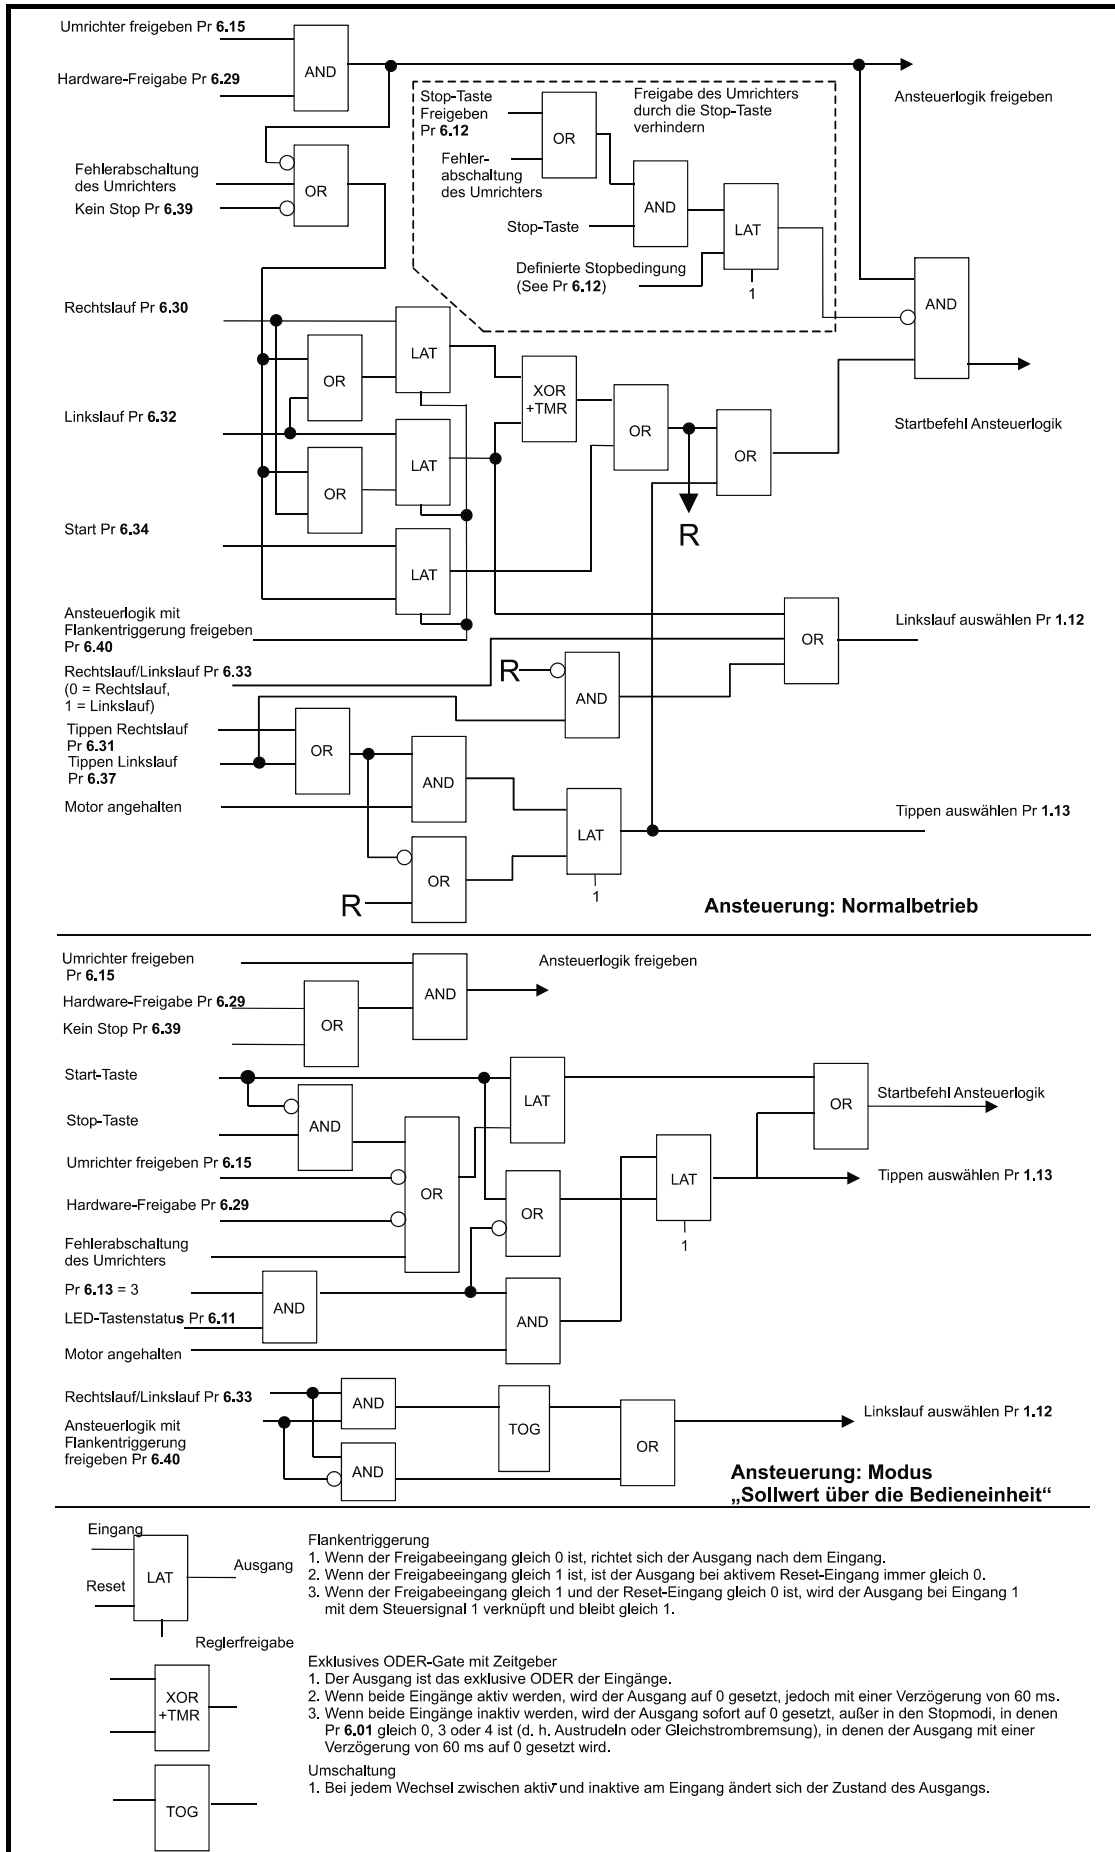 Umrichter freigeben Pr 6.15
AND
Hardware-Freigabe Pr 6.29
Ansteuerlogik freigeben
Stop-Taste
Freigeben
Pr 6.12
OR
Freigabe des Umrichters
durch die Stop-Taste
verhindern
Fehler-
abschaltung
des Umrichters
Fehlerabschaltung
des Umrichters
OR
Kein Stop Pr 6.39
AND
Stop-Taste
LAT
Definierte Stopbedingung
(See Pr 6.12)
1
AND
Rechtslauf Pr 6.30
LAT
OR
XOR
+TMR
Linkslauf Pr 6.32
OR
Startbefehl Ansteuerlogik
OR
LAT
OR
R
Start Pr 6.34
LAT
Ansteuerlogik mit
Flankentriggerung freigeben
Pr 6.40
OR
Linkslauf auswählen Pr 1.12
Rechtslauf/Linkslauf Pr 6.33
(0 = Rechtslauf,
1 = Linkslauf)
R
AND
Tippen Rechtslauf
Pr 6.31
Tippen Linkslauf
Pr 6.37
OR
AND
Motor angehalten
LAT
Tippen auswählen Pr 1.13
OR
1
R
Ansteuerung: Normalbetrieb
Umrichter freigeben
Pr 6.15
Ansteuerlogik freigeben
AND
Hardware-Freigabe Pr 6.29
OR
Kein Stop Pr 6.39
Start-Taste
LAT
Startbefehl Ansteuerlogik
OR
Stop-Taste
AND
Umrichter freigeben Pr 6.15
LAT
Tippen auswählen Pr 1.13
OR
Hardware-Freigabe Pr 6.29
OR
1
Fehlerabschaltung
des Umrichters
Pr 6.13 = 3
AND
LED-Tastenstatus Pr 6.11
AND
Motor angehalten
Rechtslauf/Linkslauf Pr 6.33
AND
Linkslauf auswählen Pr 1.12
Ansteuerlogik mit
Flankentriggerung
freigeben Pr 6.40
TOG
OR
AND
Ansteuerung: Modus
„Sollwert über die Bedieneinheit“
Eingang
LAT
Ausgang
Reset
Reglerfreigabe
Flankentriggerung
1. Wenn der Freigabeeingang gleich 0 ist, richtet sich der Ausgang nach dem Eingang.
2. Wenn der Freigabeeingang gleich 1 ist, ist der Ausgang bei aktivem Reset-Eingang immer gleich 0.
3. Wenn der Freigabeeingang gleich 1 und der Reset-Eingang gleich 0 ist, wird der Ausgang bei Eingang 1
mit dem Steuersignal 1 verknüpft und bleibt gleich 1.
XOR
+TMR
Exklusives ODER-Gate mit Zeitgeber
1. Der Ausgang ist das exklusive ODER der Eingänge.
2. Wenn beide Eingänge aktiv werden, wird der Ausgang auf 0 gesetzt, jedoch mit einer Verzögerung von 60 ms.
3. Wenn beide Eingänge inaktiv werden, wird der Ausgang sofort auf 0 gesetzt, außer in den Stopmodi, in denen
Pr 6.01 gleich 0, 3 oder 4 ist (d. h. Austrudeln oder Gleichstrombremsung), in denen der Ausgang mit einer
Verzögerung von 60 ms auf 0 gesetzt wird.
TOG
Umschaltung
1. Bei jedem Wechsel zwischen aktiv und inaktive am Eingang ändert sich der Zustand des Ausgangs.